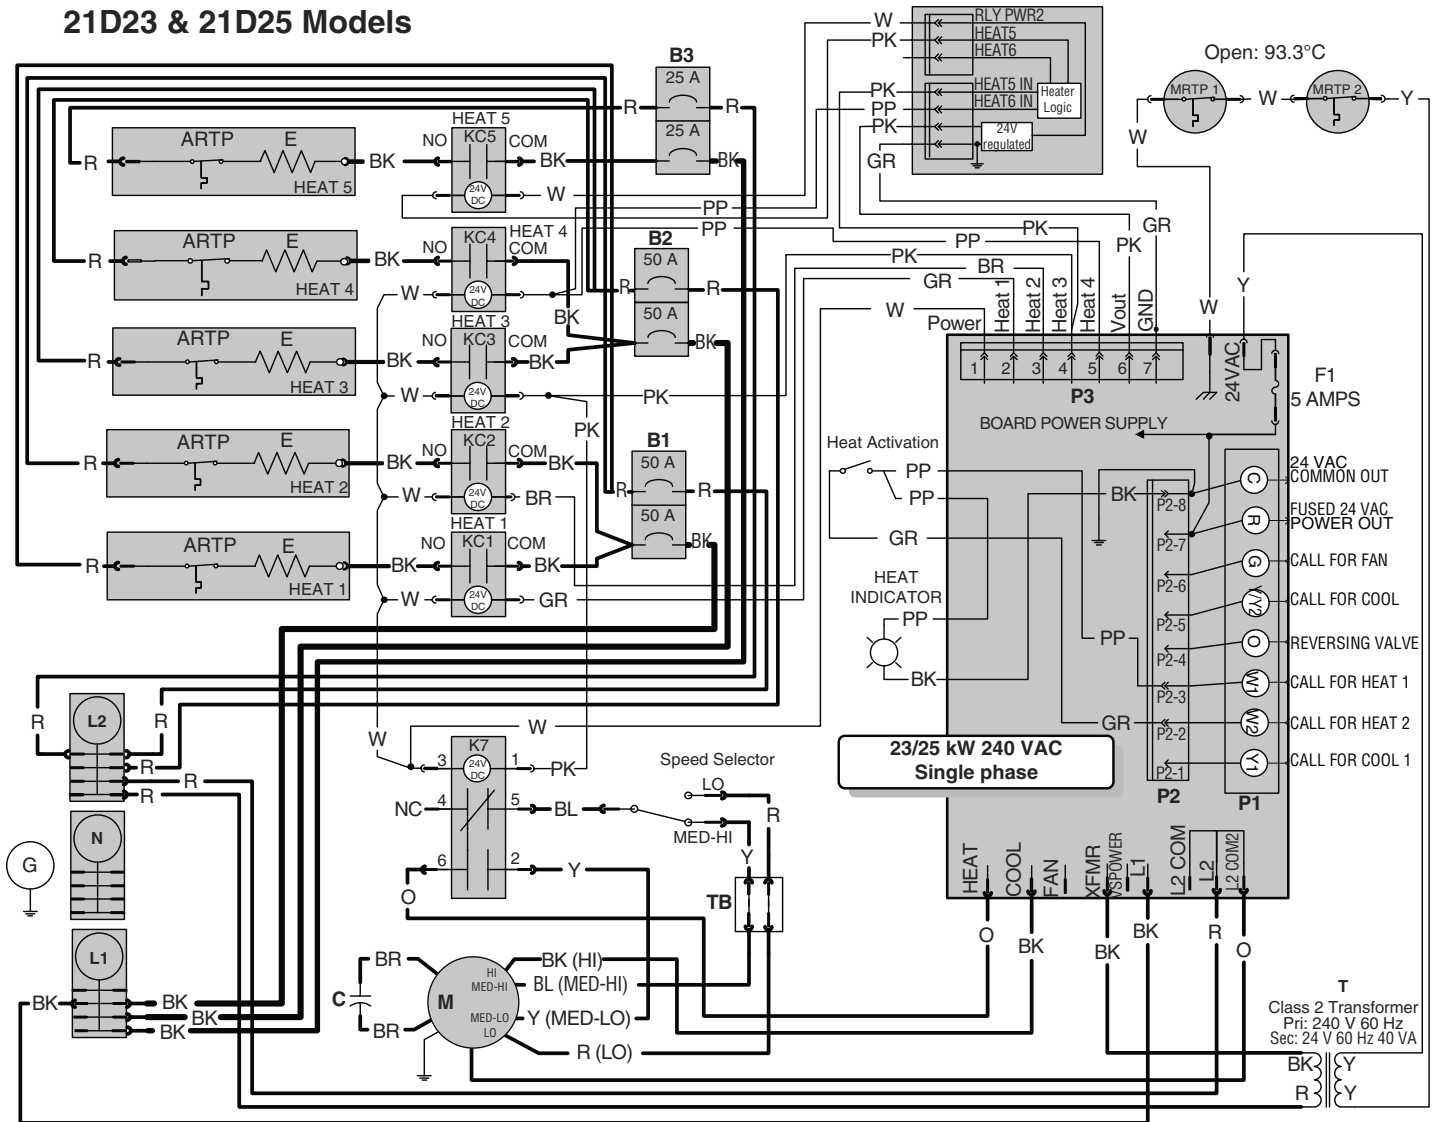 21D23 & 21D25 Models
B3
25 A
25 A
R
R
BK
W
PK
RLY PWR2
HEAT5
HEAT6
PK
PP
PK
GR
HEAT5 IN
HEAT6 IN
Heater
Logic
24V
regulated
Open: 93.3°C
MRTP 1
W
MRTP 2
Y
W
R
ARTP
E
HEAT 5
BK
NO
HEAT 5
KC5
COM
BK
24V
DC
W
R
ARTP
E
HEAT 4
BK
NO
KC4
HEAT 4
COM
W
24V
DC
BK
PP
PP
PP
B2
50 A
50 A
R
R
BK
PK
PK
PK
BR
GR
GR
W
W
Y
R
ARTP
E
HEAT 3
BK
NO
HEAT 3
KC3
COM
BK
W
24V
DC
PK
PK
Power
Heat 1
Heat 2
Heat 3
Heat 4
Vout
GND
1
2
3
4
5
6
7
P3
24VAC
F1
5 AMPS
BOARD POWER SUPPLY
R
ARTP
E
HEAT 2
BK
NO
HEAT 2
KC2
COM
BK
W
24V
DC
BR
B1
50 A
50 A
R
R
BK
R
ARTP
E
HEAT 1
BK
NO
HEAT 1
KC1
COM
BK
W
24V
DC
GR
Heat Activation
PP
PP
GR
HEAT
INDICATOR
PP
BK
BK
PP
GR
P2-8
P2-7
P2-6
P2-5
P2-4
P2-3
P2-2
P2-1
P2
C
R
G
Y/Y2
O
W1
W2
Y1
P1
24 VAC
COMMON OUT
FUSED 24 VAC
POWER OUT
CALL FOR FAN
CALL FOR COOL
REVERSING VALVE
CALL FOR HEAT 1
CALL FOR HEAT 2
CALL FOR COOL 1
23/25 kW 240 VAC
Single phase
R
L2
R
R
R
R
N
G
L1
BK
BK
BK
BK
W
W
K7
3
24V
DC
1
PK
NC
4
5
BL
6
2
Y
O
Speed Selector
LO
MED-HI
R
Y
TB
HEAT
COOL
FAN
XFMR
VSPOWER
L1
L2 COM
L2
L2 COM2
O
BK
BK
BK
R
O
C
BR
BR
M
HI
MED-HI
MED-LO
LO
BK (HI)
BL (MED-HI)
Y (MED-LO)
R (LO)
T
Class 2 Transformer
Pri: 240 V 60 Hz
Sec: 24 V 60 Hz 40 VA
BK
Y
R
Y